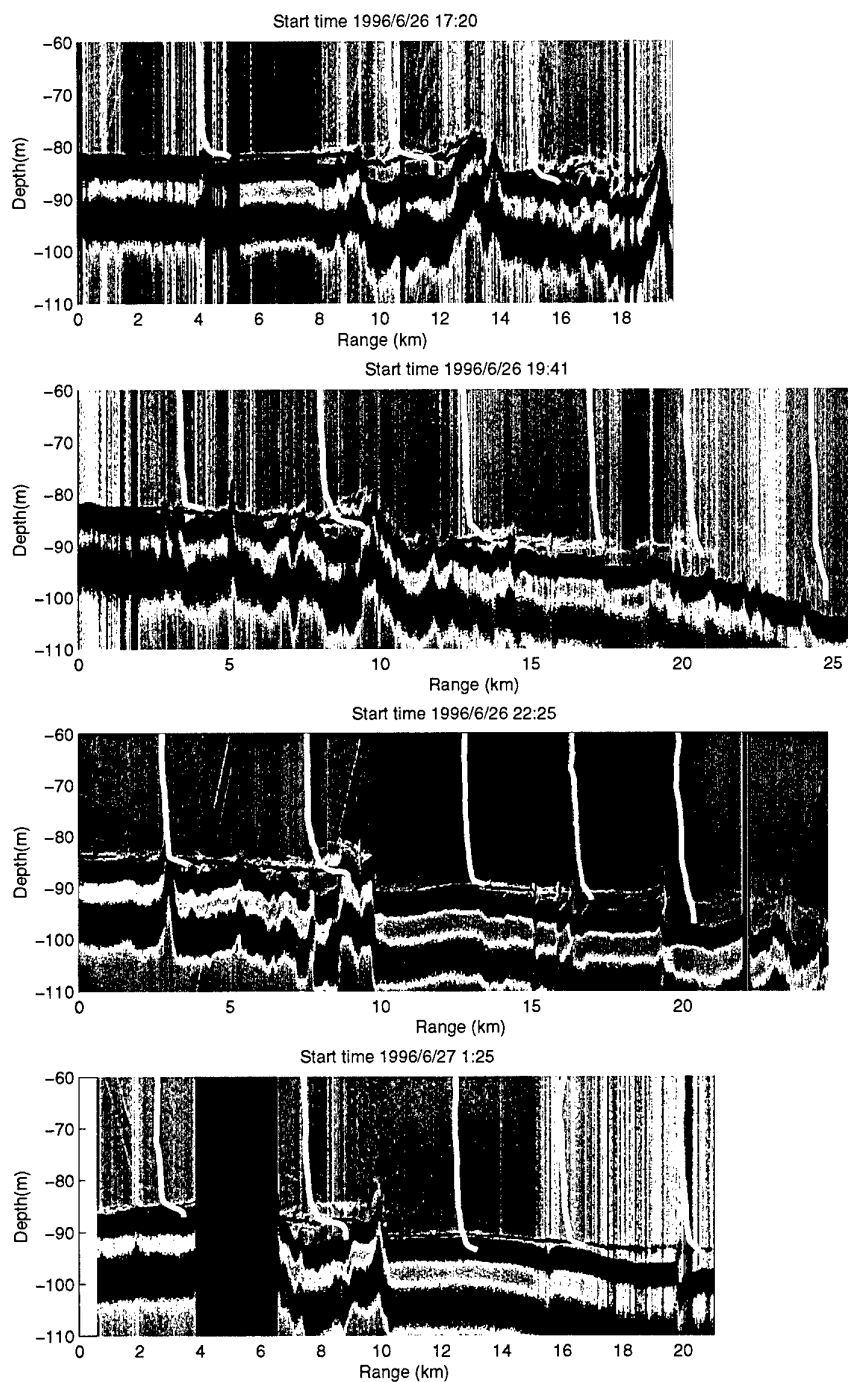 Start time 1996/6/26 17:20
−60
−70
−80
−90
−100
−110
Depth(m)
0 2 4 6 8 10 12 14 16 18
Range (km)
Start time 1996/6/26 19:41
−60
−70
−80
−90
−100
−110
Depth(m)
0 5 10 15 20 25
Range (km)
Start time 1996/6/26 22:25
−60
−70
−80
−90
−100
−110
Depth(m)
0 5 10 15 20
Range (km)
Start time 1996/6/27 1:25
−60
−70
−80
−90
−100
−110
Depth(m)
0 2 4 6 8 10 12 14 16 18 20
Range (km)